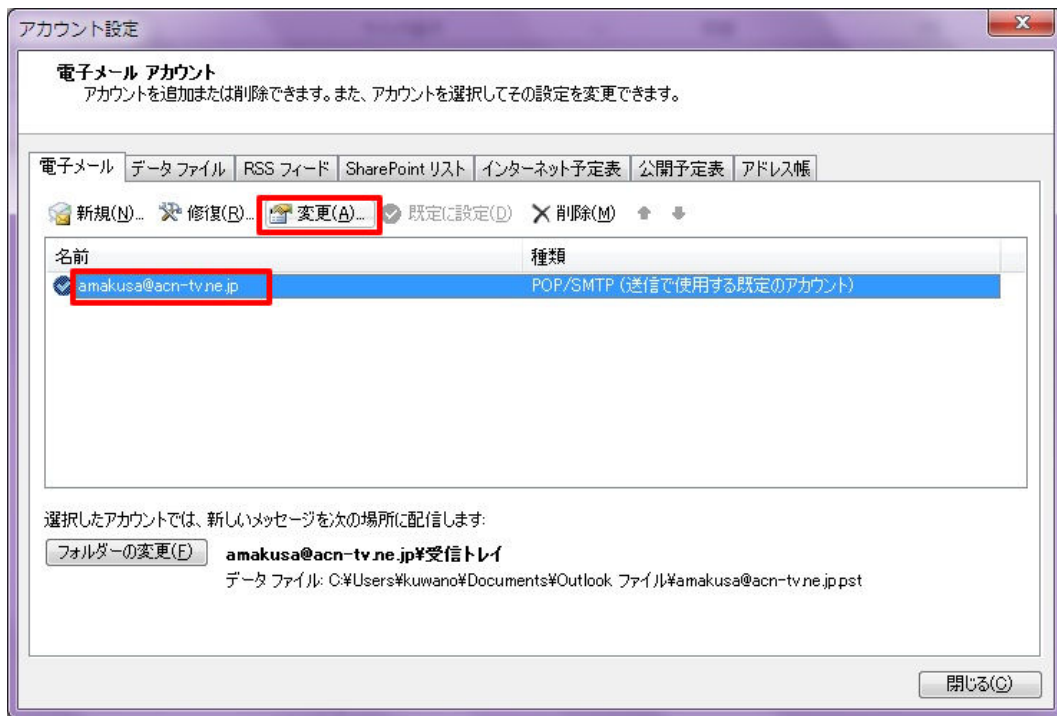 アカウント設定
電子メール アカウント
アカウントを追加または削除できます。また、アカウントを選択してその設定を変更できます。
電子メール データ ファイル RSS フィード SharePoint リスト インターネット予定表 公開予定表 アドレス帳
新規(N)... 修復(R)... 変更(A)... 既定に設定(D) 削除(M)
名前 種類
amakusa@acn-tv.ne.jp POP/SMTP (送信で使用する既定のアカウント)
選択したアカウントでは、新しいメッセージを次の場所に配信します:
フォルダーの変更(F) amakusa@acn-tv.ne.jp¥受信トレイ
データ ファイル: C:¥Users¥kuwano¥Documents¥Outlook ファイル¥amakusa@acn-tv.ne.jp.pst
閉じる(C)